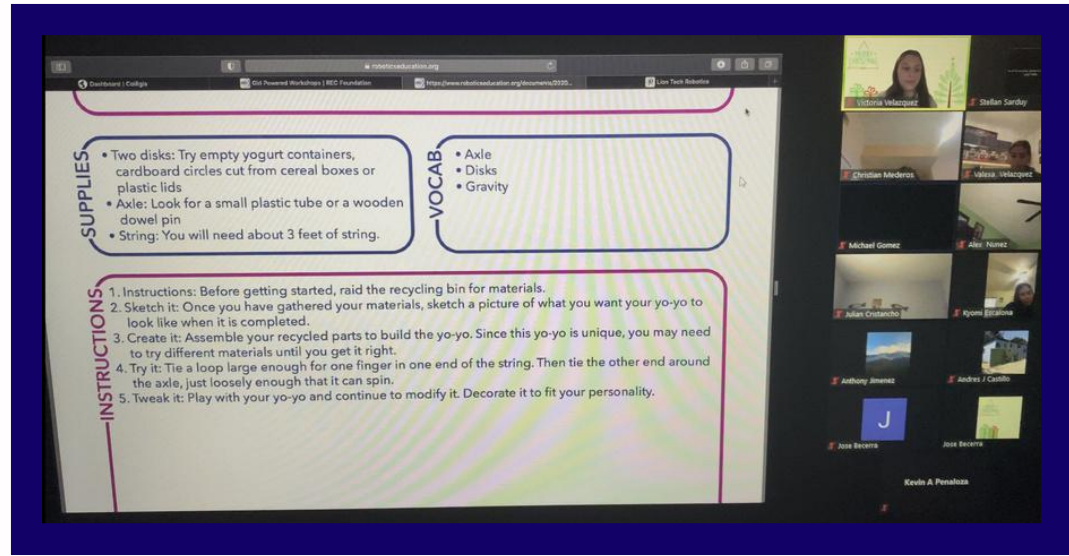 roboticseducation.org
Dashboard | Coillgis
Girl Powered Workshops | REC Foundation
https://www.roboticseducation.org/documents/2020...
Lion Tech Robotics
SUPPLIES
• Two disks: Try empty yogurt containers,
cardboard circles cut from cereal boxes or
plastic lids
• Axle: Look for a small plastic tube or a wooden
dowel pin
• String: You will need about 3 feet of string.
VOCAB
• Axle
• Disks
• Gravity
INSTRUCTIONS
1. Instructions: Before getting started, raid the recycling bin for materials.
2. Sketch it: Once you have gathered your materials, sketch a picture of what you want your yo-yo to
look like when it is completed.
3. Create it: Assemble your recycled parts to build the yo-yo. Since this yo-yo is unique, you may need
to try different materials until you get it right.
4. Try it: Tie a loop large enough for one finger in one end of the string. Then tie the other end around
the axle, just loosely enough that it can spin.
5. Tweak it: Play with your yo-yo and continue to modify it. Decorate it to fit your personality.
CHRISTMAS
Victoria Velazquez
Stellan Sarduy
Christian Mederos
Valesa Velazquez
Michael Gomez
Alex Nunez
Julian Cristancho
Kyomi Escalona
Anthony Jimenez
Andres J Castillo
J
Jose Becerra
Jose Becerra
Kevin A Penaloza